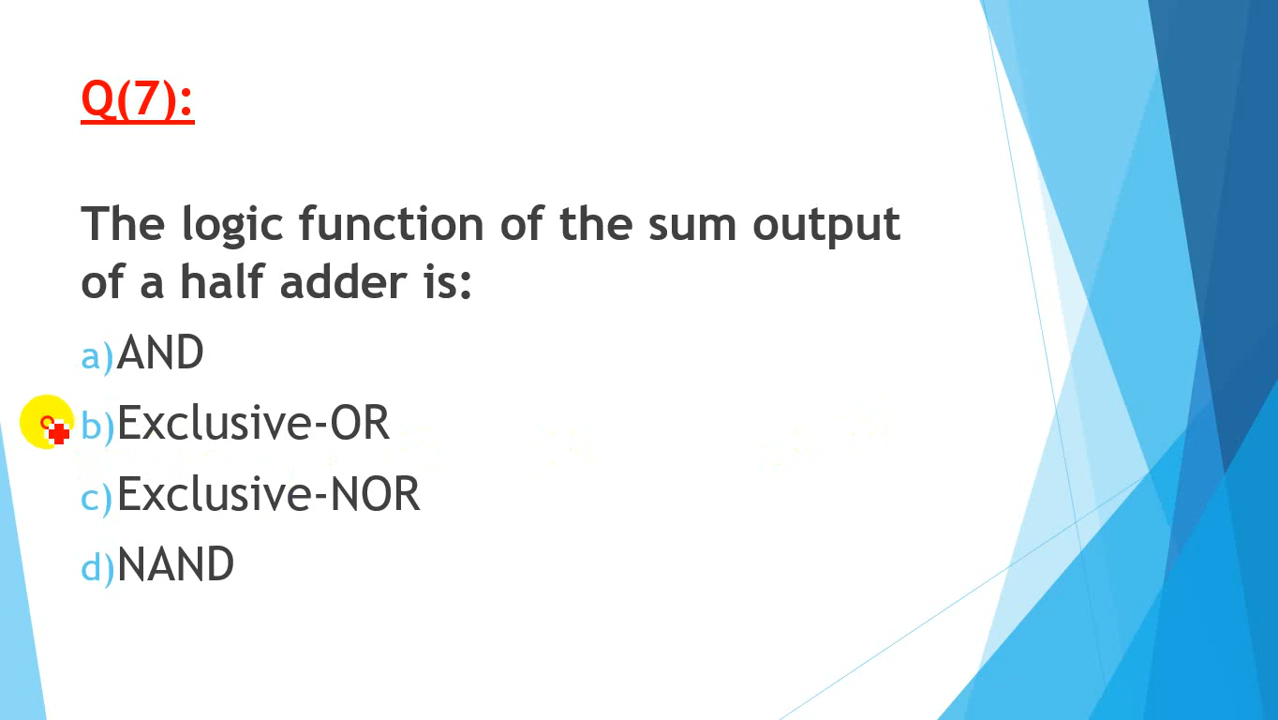 Q(7):
The logic function of the sum output
of a half adder is:
a)AND
b)Exclusive-OR
c)Exclusive-NOR
d)NAND